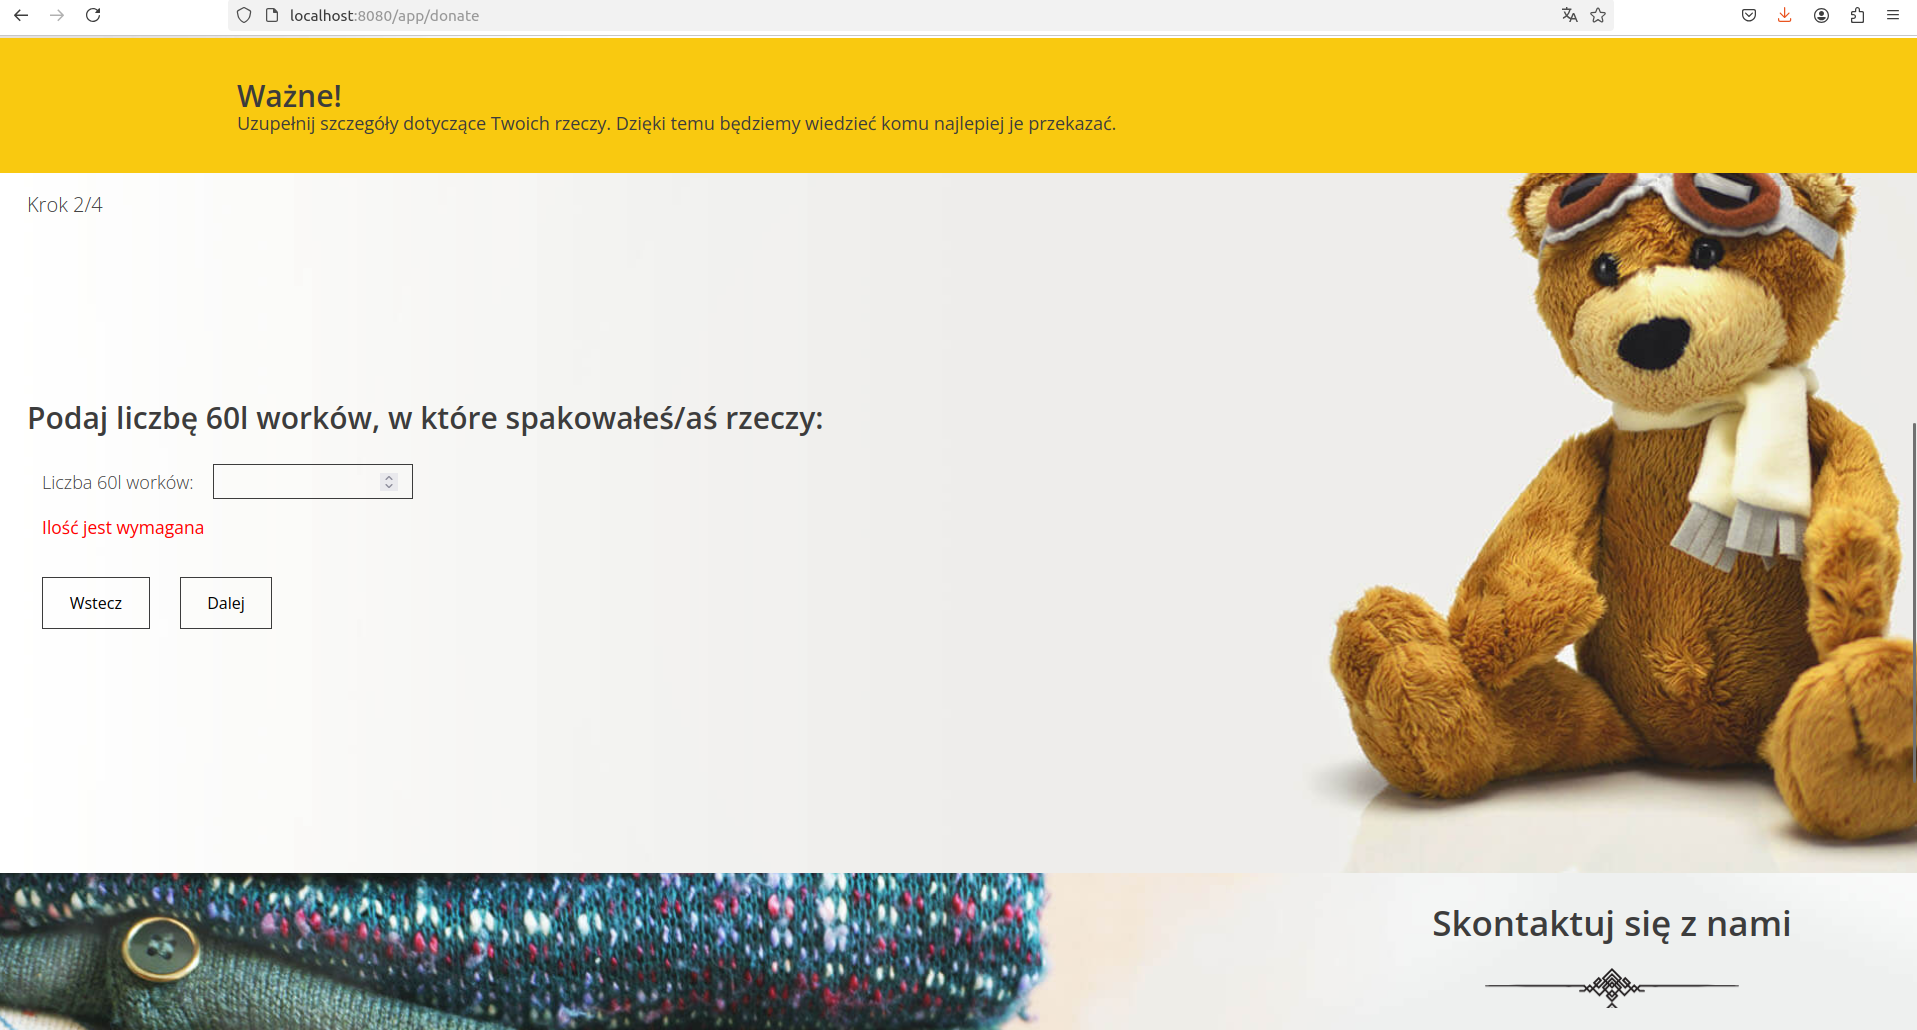 localhost:8080/app/donate
Ważne!
Uzupełnij szczegóły dotyczące Twoich rzeczy. Dzięki temu będziemy wiedzieć komu najlepiej je przekazać.
Krok 2/4
Podaj liczbę 60l worków, w które spakowałeś/aś rzeczy:
Liczba 60l worków:
Ilość jest wymagana
Wstecz Dalej
Skontaktuj się z nami